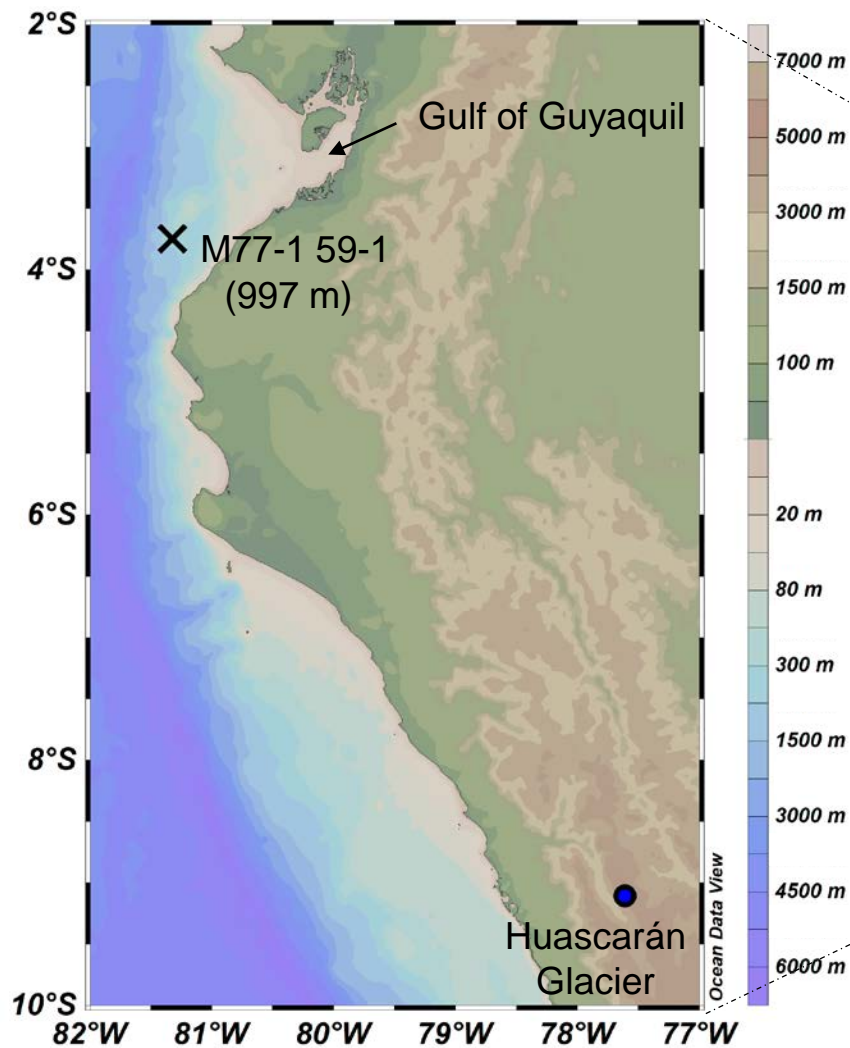 2°S
4°S
6°S
8°S
10°S
82°W
81°W
80°W
79°W
78°W
77°W
Gulf of Guyaquil
M77-1 59-1
(997 m)
Huascarán
Glacier
Ocean Data View
7000 m
5000 m
3000 m
1500 m
100 m
20 m
80 m
300 m
1500 m
3000 m
4500 m
6000 m